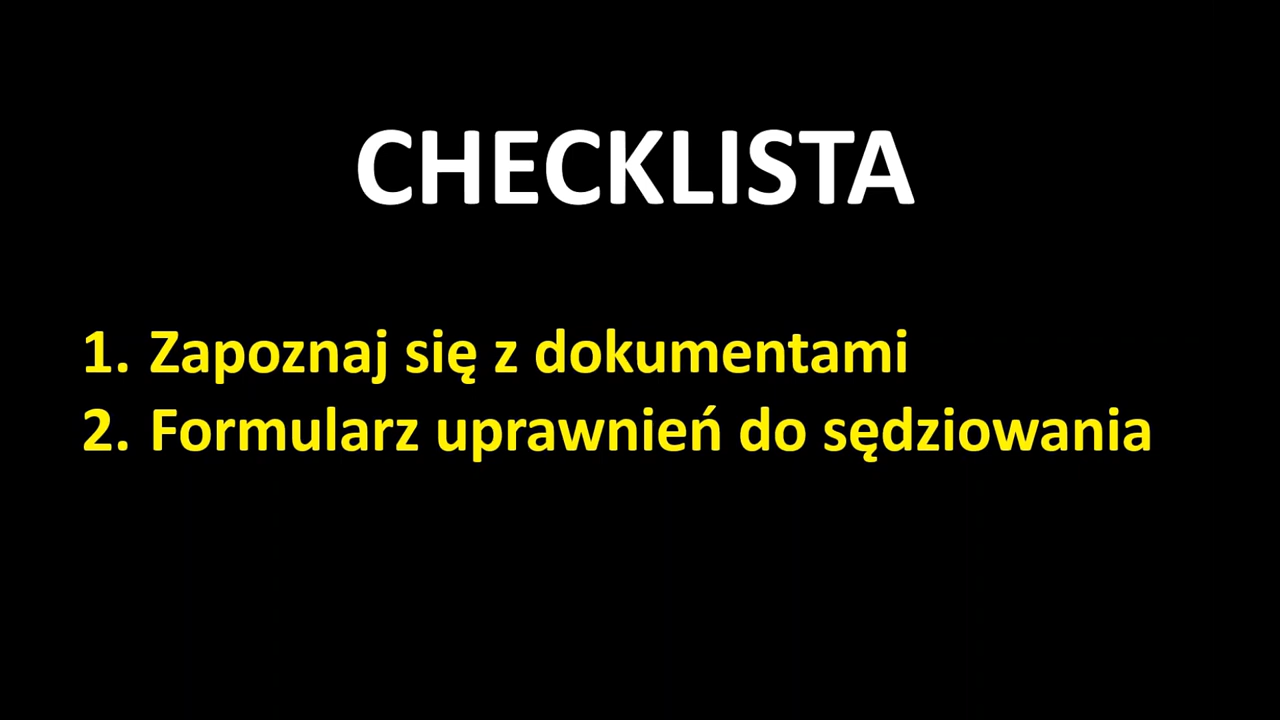 CHECKLISTA
1. Zapoznaj się z dokumentami
2. Formularz uprawnień do sędziowania